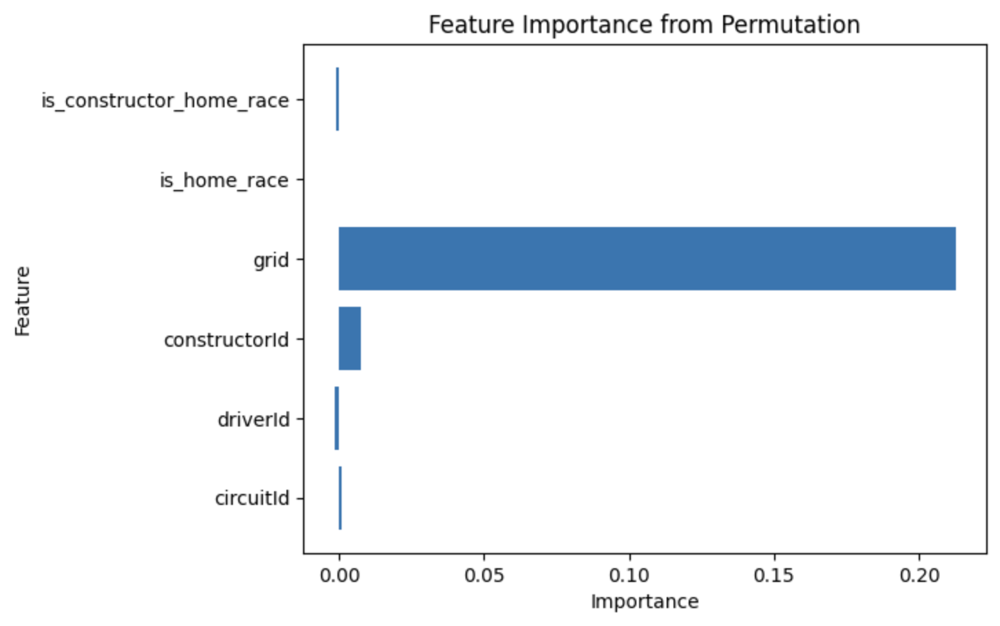 Feature Importance from Permutation
is_constructor_home_race
is_home_race
grid
constructorId
driverId
circuitId
Feature
0.00 0.05 0.10 0.15 0.20
Importance